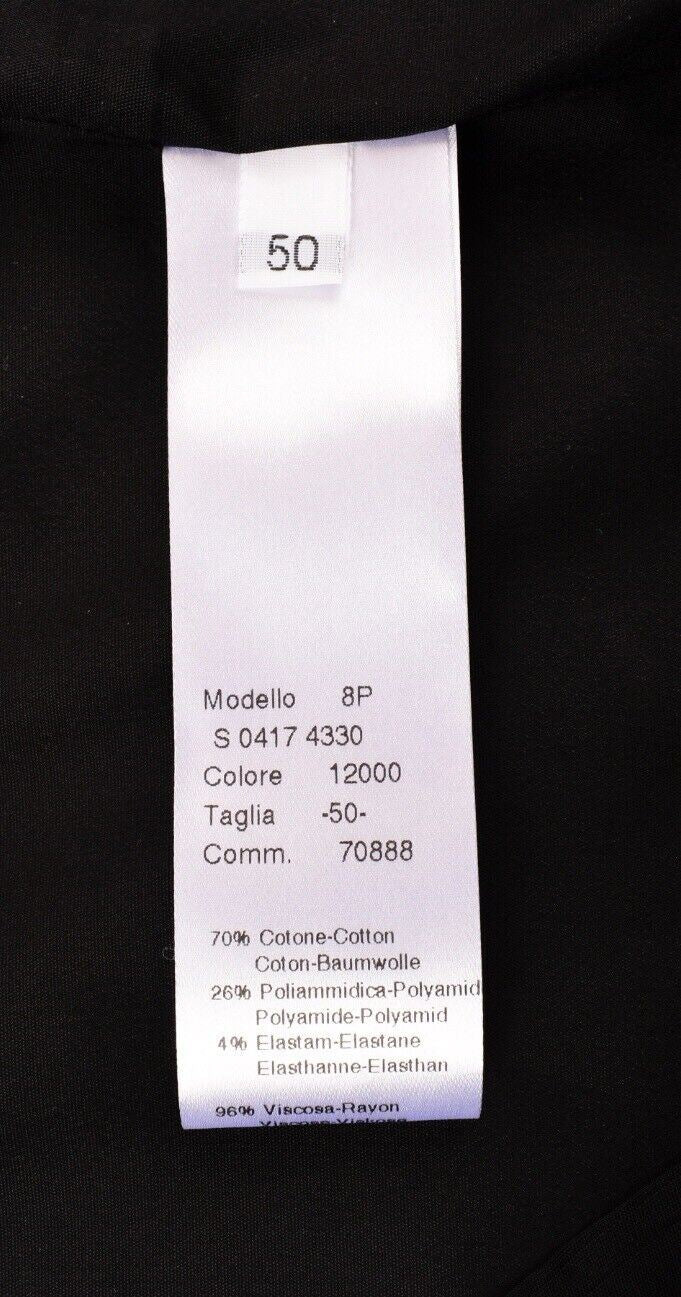 50
Modello 8P
S 0417 4330
Colore 12000
Taglia -50-
Comm. 70888
70% Cotone-Cotton
Coton-Baumwolle
26% Poliammidica-Polyamid
Polyamide-Polyamid
4% Elastam-Elastane
Elasthanne-Elasthan
96% Viscosa-Rayon